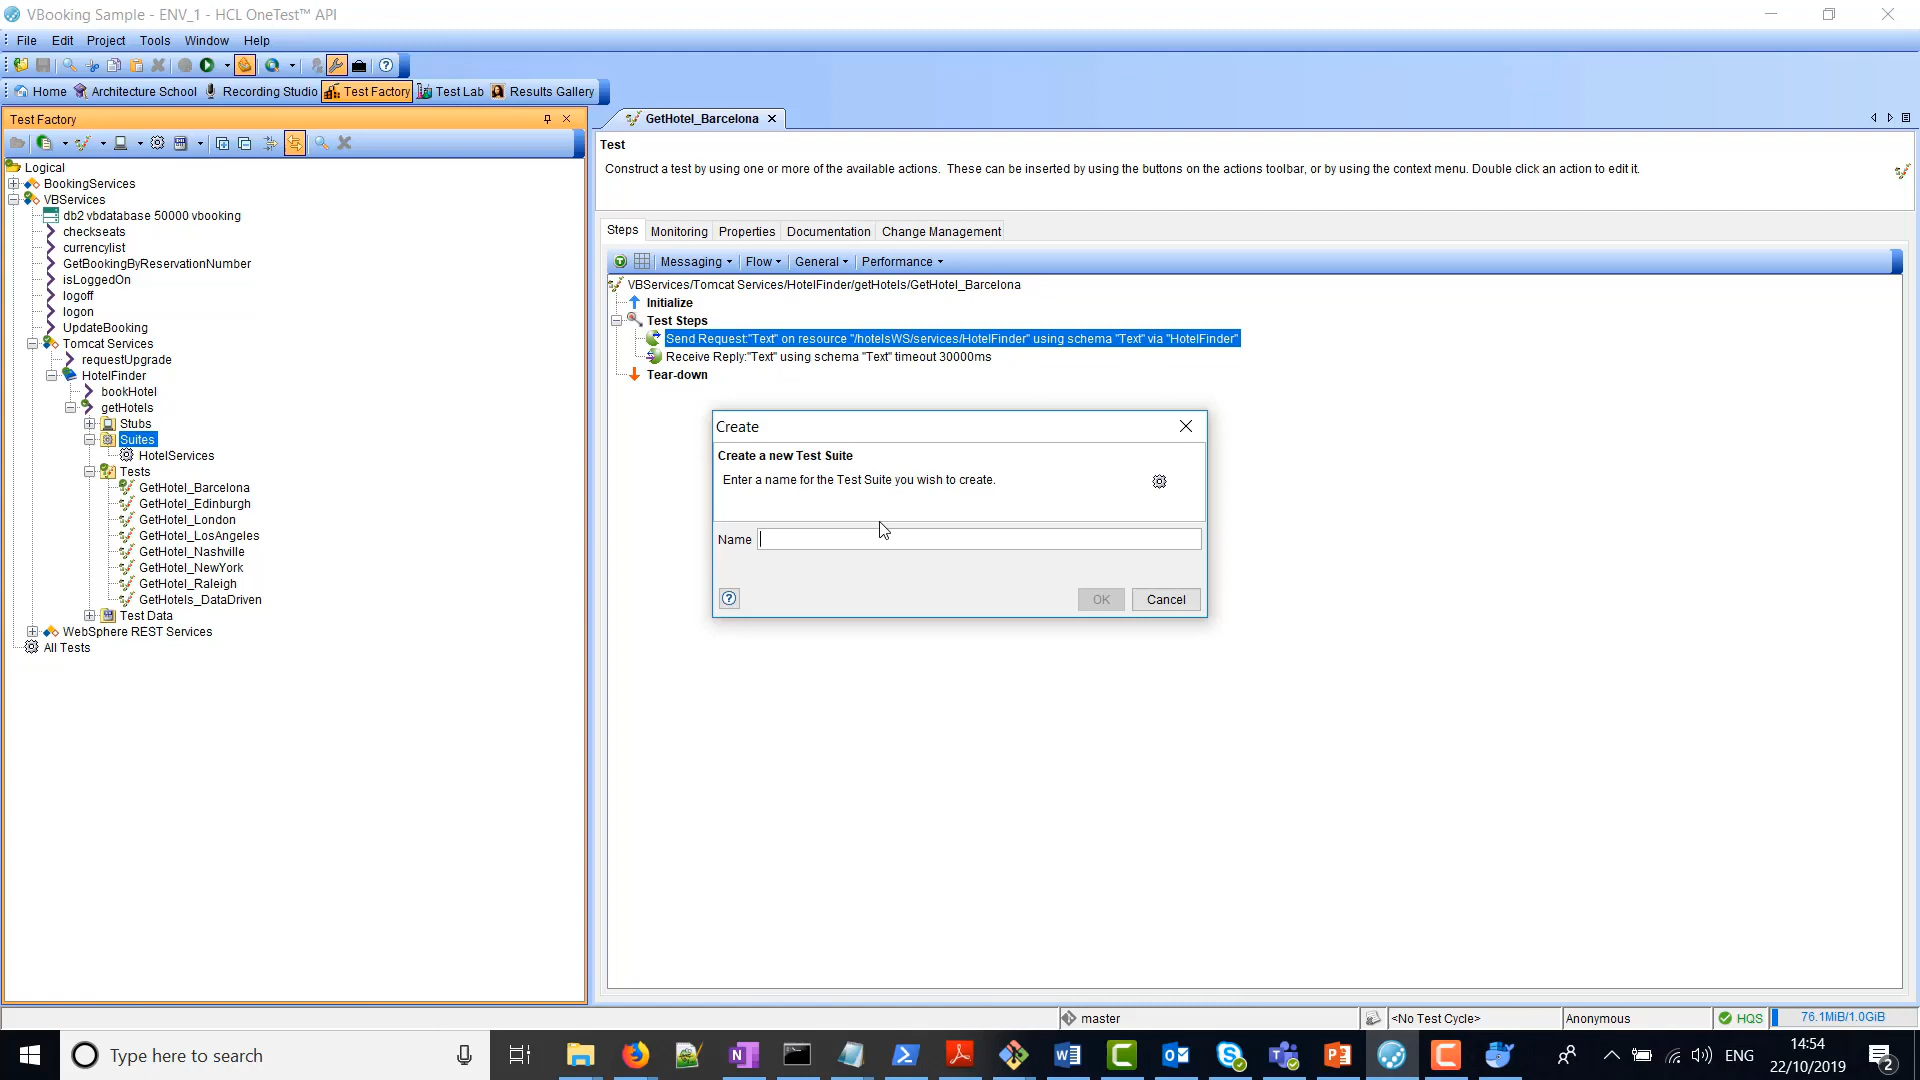 VBooking Sample - ENV_1 - HCL OneTest™ API
File Edit Project Tools Window Help
Home Architecture School Recording Studio Test Factory Test Lab Results Gallery
Test Factory
GetHotel_Barcelona
Test
Construct a test by using one or more of the available actions. These can be inserted by using the buttons on the actions toolbar, or by using the context menu. Double click an action to edit it.
Logical
BookingServices
VBServices
db2 vbdatabase 50000 vbooking
checkseats
currencylist
GetBookingByReservationNumber
isLoggedOn
logoff
logon
UpdateBooking
Tomcat Services
requestUpgrade
HotelFinder
bookHotel
getHotels
Stubs
Suites
HotelServices
Tests
GetHotel_Barcelona
GetHotel_Edinburgh
GetHotel_London
GetHotel_LosAngeles
GetHotel_Nashville
GetHotel_NewYork
GetHotel_Raleigh
GetHotels_DataDriven
Test Data
WebSphere REST Services
All Tests
Steps Monitoring Properties Documentation Change Management
Messaging Flow General Performance
VBServices/Tomcat Services/HotelFinder/getHotels/GetHotel_Barcelona
Initialize
Test Steps
Send Request:"Text" on resource "/hotelsWS/services/HotelFinder" using schema "Text" via "HotelFinder"
Receive Reply:"Text" using schema "Text" timeout 30000ms
Tear-down
Create
Create a new Test Suite
Enter a name for the Test Suite you wish to create.
Name
OK Cancel
master <No Test Cycle> Anonymous HQS 76.1MiB/1.0GiB
Type here to search
ENG
14:54
22/10/2019
2